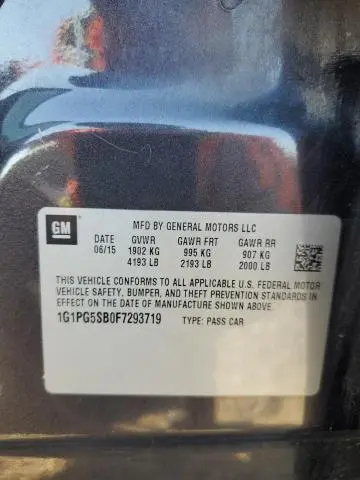 GM
MFD BY GENERAL MOTORS LLC
DATE GVWR GAWR FRT GAWR RR
06/15 1902 KG 995 KG 907 KG
4193 LB 2193 LB 2000 LB
THIS VEHICLE CONFORMS TO ALL APPLICABLE U.S. FEDERAL MOTOR
VEHICLE SAFETY, BUMPER, AND THEFT PREVENTION STANDARDS IN
EFFECT ON THE DATE OF MANUFACTURE SHOWN ABOVE.
1G1PG5SB0F7293719 TYPE: PASS CAR